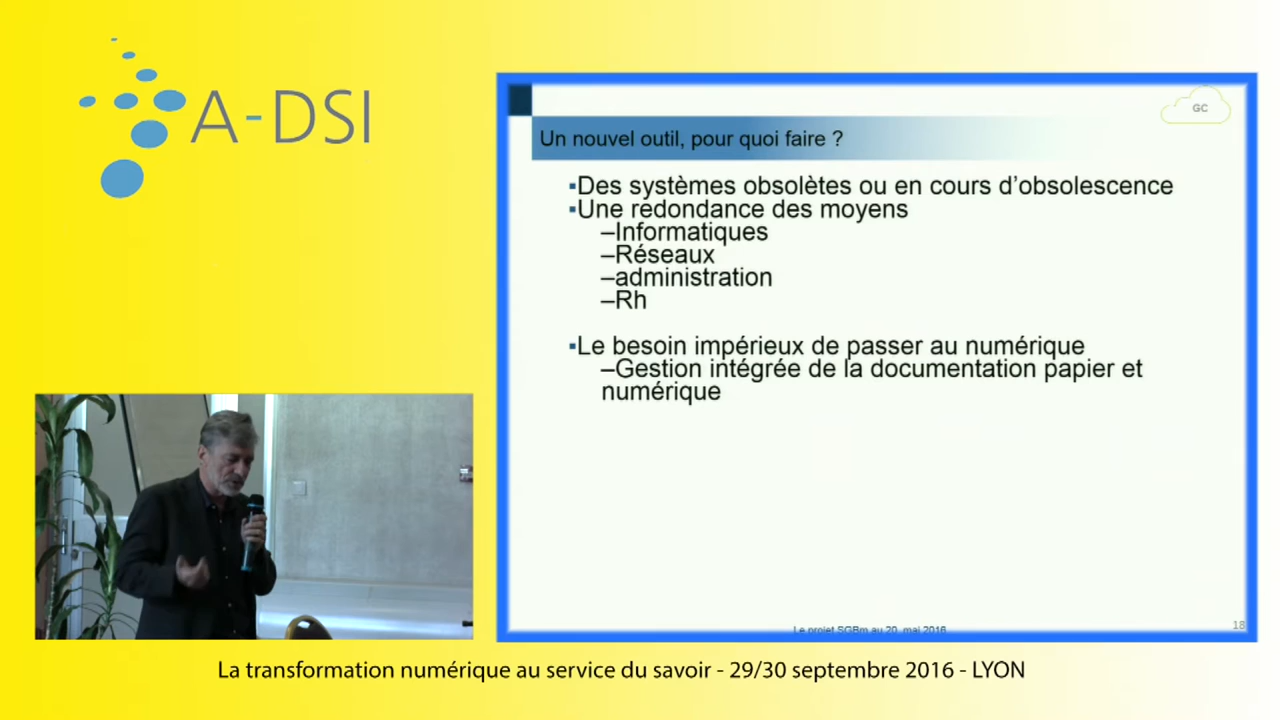 A-DSI
GC
Un nouvel outil, pour quoi faire ?
▪Des systèmes obsolètes ou en cours d’obsolescence
▪Une redondance des moyens
–Informatiques
–Réseaux
–administration
–Rh
▪Le besoin impérieux de passer au numérique
–Gestion intégrée de la documentation papier et
numérique
Le projet SGBm au 20 mai 2016
18
La transformation numérique au service du savoir - 29/30 septembre 2016 - LYON